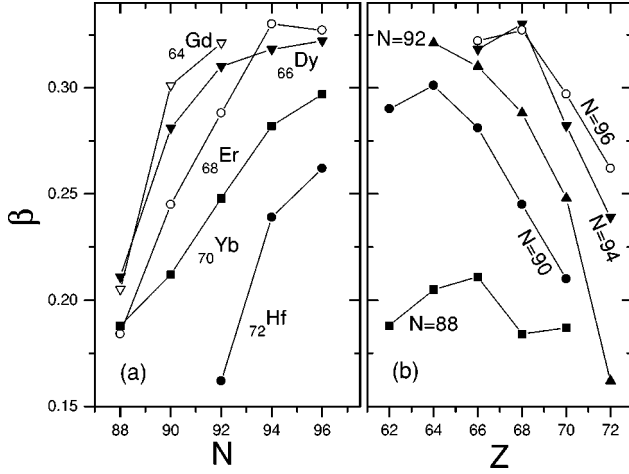 ₆₄Gd
₆₆Dy
N=92
0.30
₆₈Er
N=96
0.25
β
₇₀Yb
N=94
N=90
0.20
₇₂Hf
N=88
(a)
(b)
0.15
88 90 92 94 96
62 64 66 68 70 72
N
Z